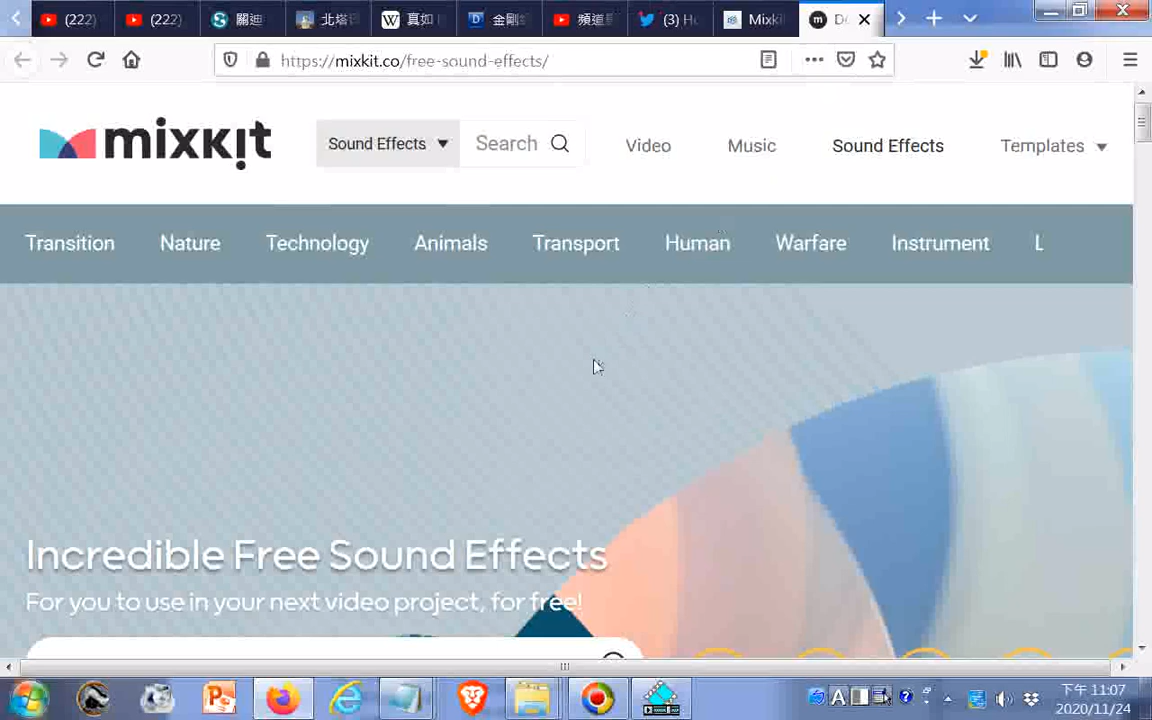 (222)
(222)
關迪
北塔
真如
金剛
頻道
(3) H
Mixki
https://mixkit.co/free-sound-effects/
mixkit
Sound Effects
Search
Video
Music
Sound Effects
Templates
Transition
Nature
Technology
Animals
Transport
Human
Warfare
Instrument
L
Incredible Free Sound Effects
For you to use in your next video project, for free!
下午 11:07
2020/11/24